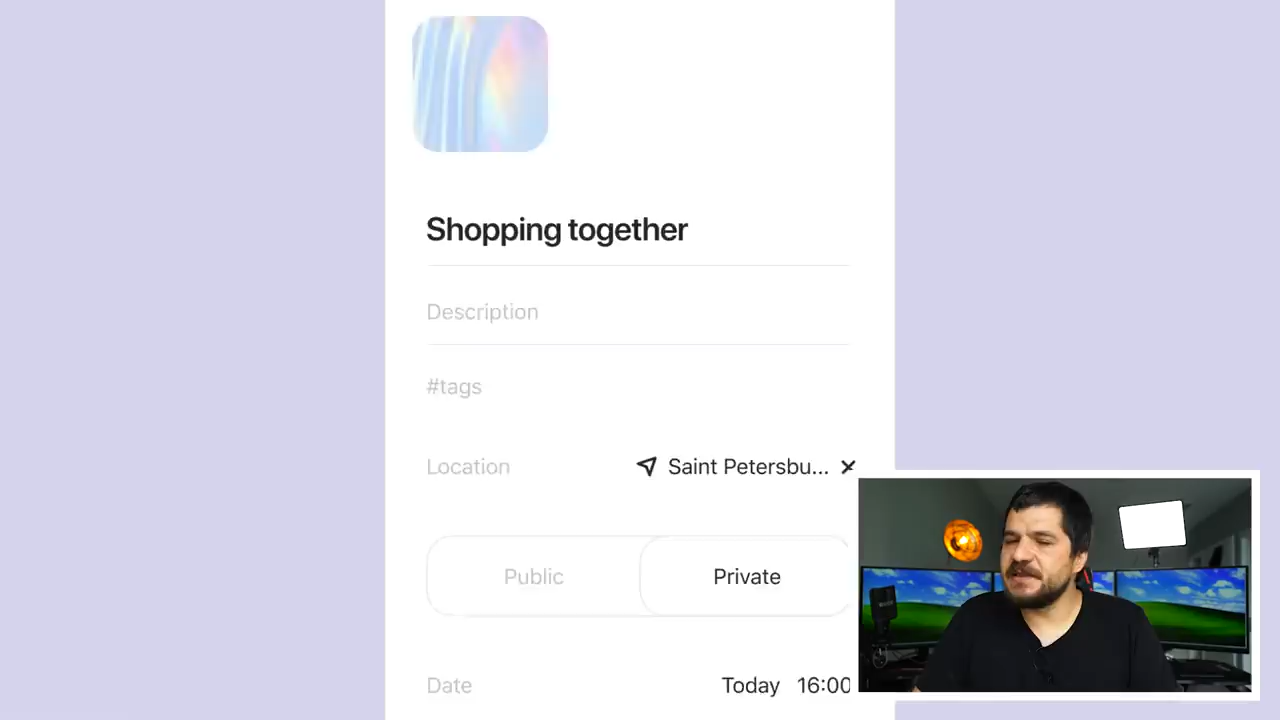 Shopping together
Description
#tags
Location Saint Petersbu...
Public Private
Date Today 16:00